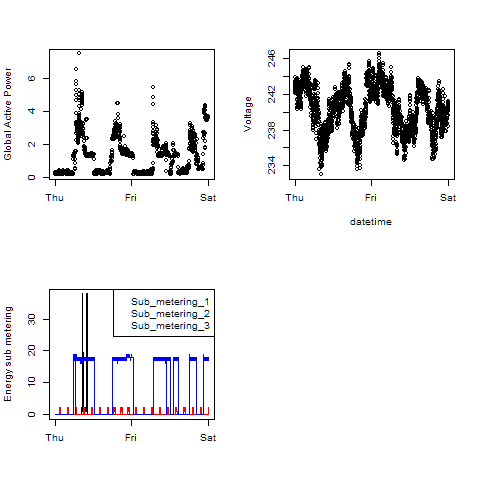 Global Active Power
0 2 4 6
Thu Fri Sat
Voltage
234 238 242 246
Thu Fri Sat
datetime
Energy sub metering
0 10 20 30
Sub_metering_1
Sub_metering_2
Sub_metering_3
Thu Fri Sat